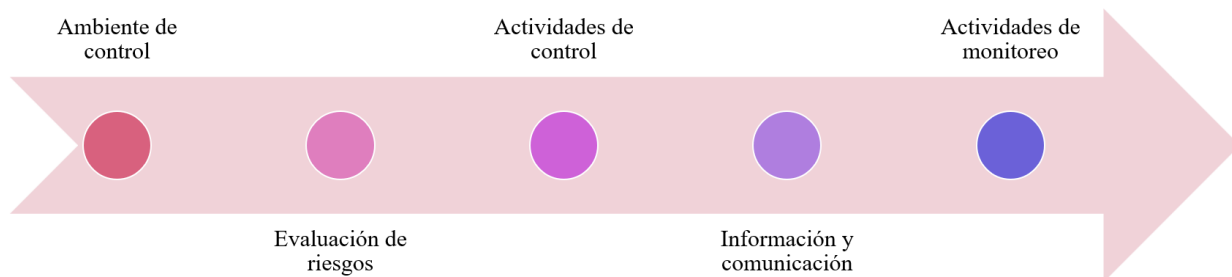 Ambiente de
control
Evaluación de
riesgos
Actividades de
control
Información y
comunicación
Actividades de
monitoreo